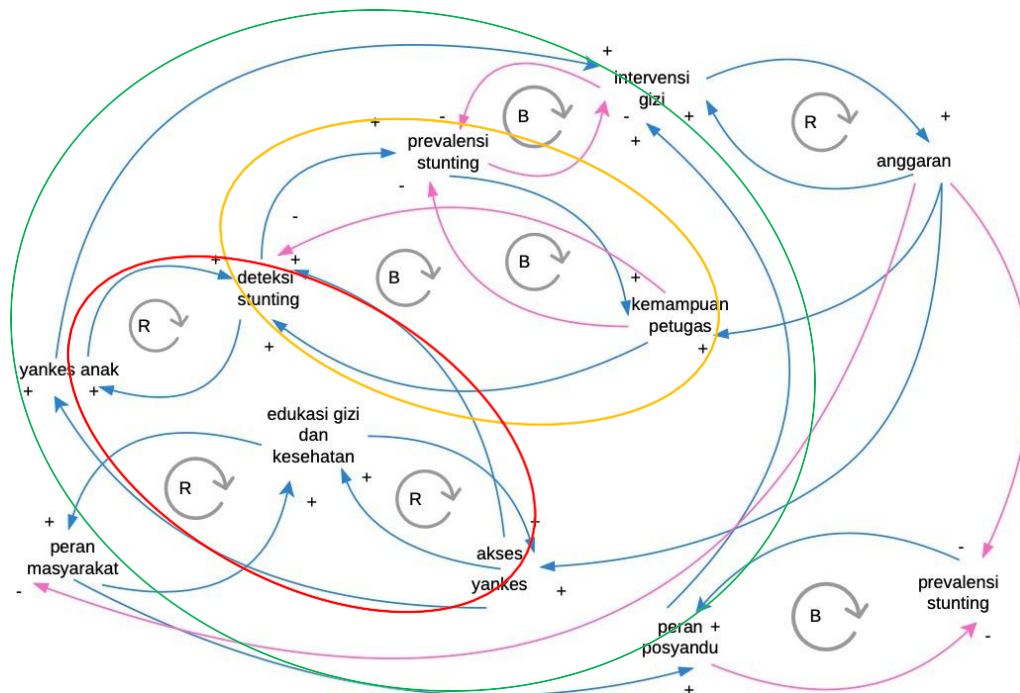 +
intervensi
gizi
B
-
+
-
+
+
R
+
anggaran
prevalensi
stunting
-
-
B
B
+
+
deteksi
stunting
+
kemampuan
petugas
+
R
+
yankes anak
+
+
edukasi gizi
dan
kesehatan
+
R
+
R
+
+
peran
masyarakat
-
akses
yankes
+
-
prevalensi
stunting
-
B
peran +
posyandu
+